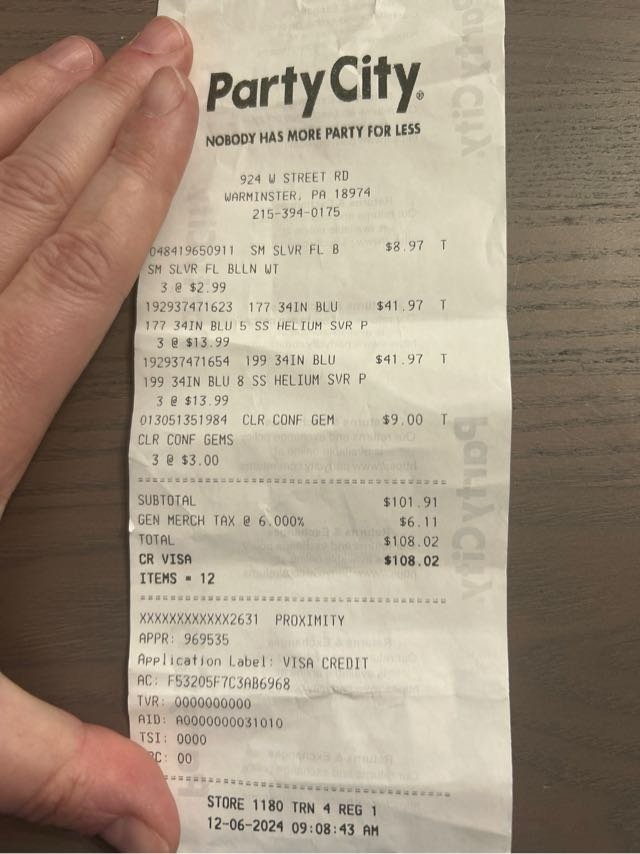 PartyCity®
NOBODY HAS MORE PARTY FOR LESS
924 W STREET RD
WARMINSTER, PA 18974
215-394-0175
048419650911 SM SLVR FL B $8.97 T
SM SLVR FL BLLN WT
3 @ $2.99
192937471623 177 34IN BLU $41.97 T
177 34IN BLU 5 SS HELIUM SVR P
3 @ $13.99
192937471654 199 34IN BLU $41.97 T
199 34IN BLU 8 SS HELIUM SVR P
3 @ $13.99
013051351984 CLR CONF GEM $9.00 T
CLR CONF GEMS
3 @ $3.00
SUBTOTAL $101.91
GEN MERCH TAX @ 6.000% $6.11
TOTAL $108.02
CR VISA $108.02
ITEMS = 12
XXXXXXXXXXXX2631 PROXIMITY
APPR: 969535
Application Label: VISA CREDIT
AC: F53205F7C3AB6968
TVR: 0000000000
AID: A0000000031010
TSI: 0000
C: 00
STORE 1180 TRN 4 REG 1
12-06-2024 09:08:43 AM